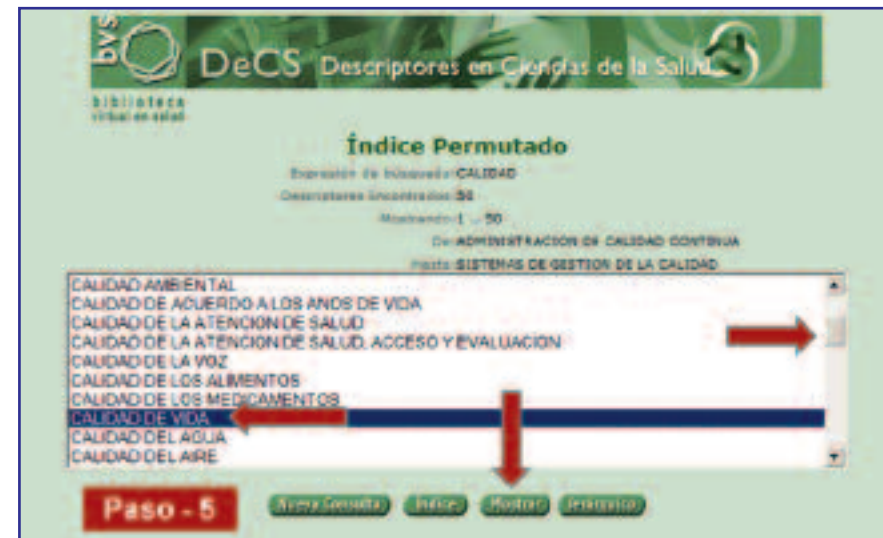 bvs
DeCS Descriptores en Ciencias de la Salud
biblioteca
virtual en salud
Índice Permutado
Expresión de búsqueda: CALIDAD
Descriptores Encontrados: 50
Mostrando: 1 .. 50
De: ADMINISTRACION DE CALIDAD CONTINUA
Hasta: SISTEMAS DE GESTION DE LA CALIDAD
CALIDAD AMBIENTAL
CALIDAD DE ACUERDO A LOS ANOS DE VIDA
CALIDAD DE LA ATENCION DE SALUD
CALIDAD DE LA ATENCION DE SALUD, ACCESO Y EVALUACION
CALIDAD DE LA VOZ
CALIDAD DE LOS ALIMENTOS
CALIDAD DE LOS MEDICAMENTOS
CALIDAD DE VIDA
CALIDAD DEL AGUA
CALIDAD DEL AIRE
Paso - 5 Nueva Consulta Indice Mostrar Jerárquico